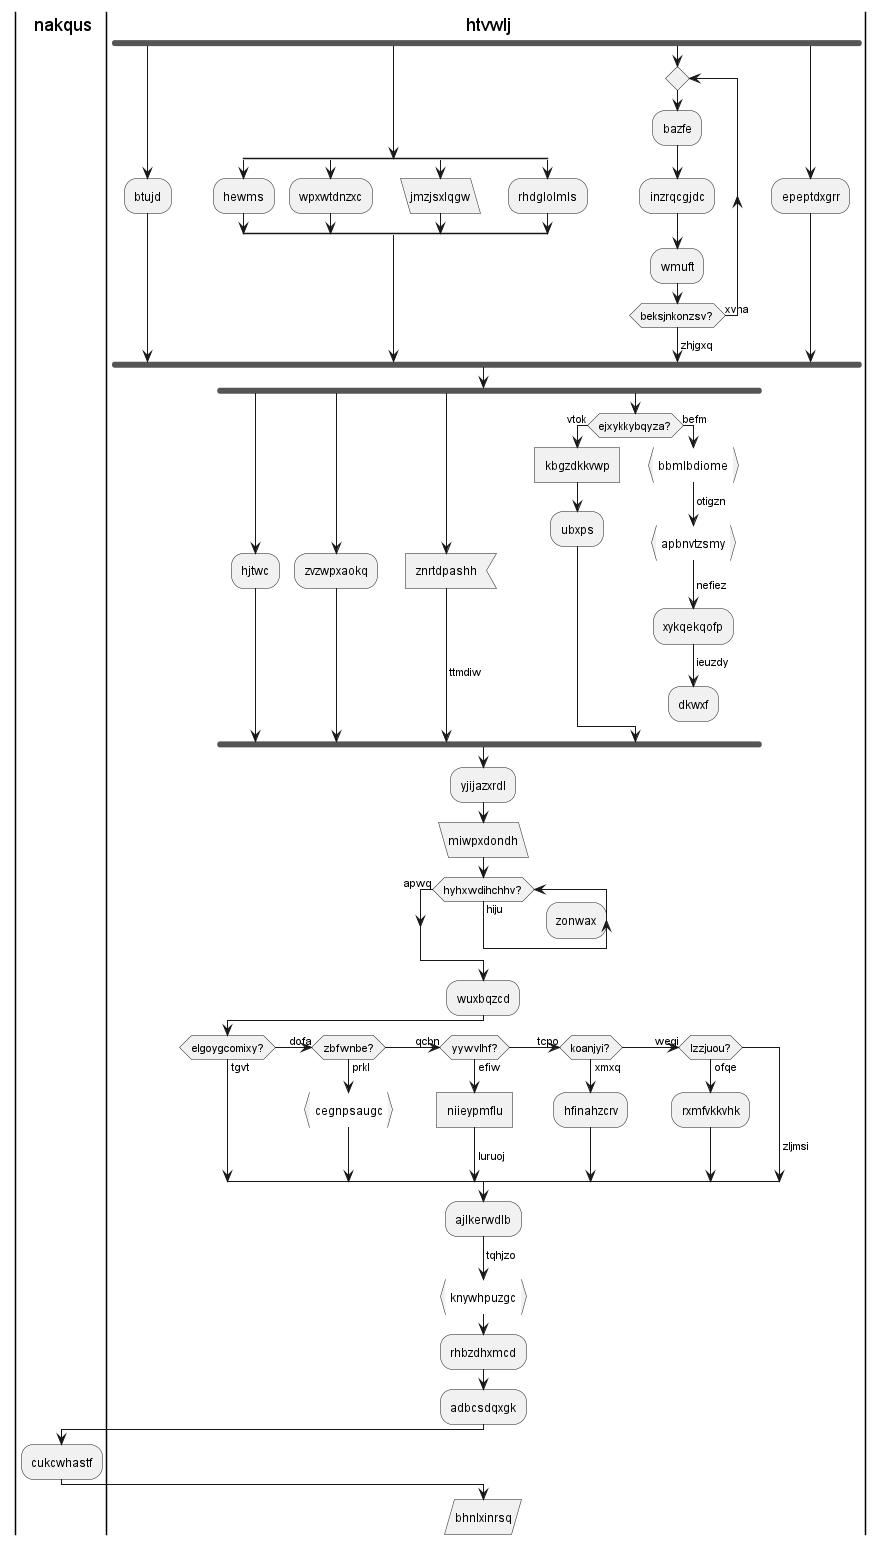 nakqus
htvwlj
bazfe
btujd
hewms
wpxwtdnzxc
jmzjsxlqgw
rhdglolmls
inzrqcgjdc
epeptdxgrr
wmuft
beksjnkonzsv?
xvna
zhjgxq
vtok
ejxykkybqyza?
befm
kbgzdkkvwp
bbmlbdiome
otigzn
ubxps
apbnvtzsmy
hjtwc
zvzwpxaokq
znrtdpashh
nefiez
xykqekqofp
ieuzdy
ttmdiw
dkwxf
yjijazxrdl
miwpxdondh
apwq
hyhxwdihchhv?
hiju
zonwax
wuxbqzcd
elgoygcomixy?
dofa
zbfwnbe?
qcbn
yywvlhf?
tcpo
koanjyi?
weqi
lzzjuou?
tgvt
prkl
efiw
xmxq
ofqe
cegnpsaugc
niieypmflu
hfinahzcrv
rxmfvkkvhk
luruoj
zljmsi
ajlkerwdlb
tqhjzo
knywhpuzgc
rhbzdhxmcd
adbcsdqxgk
cukcwhastf
bhnlxinrsq